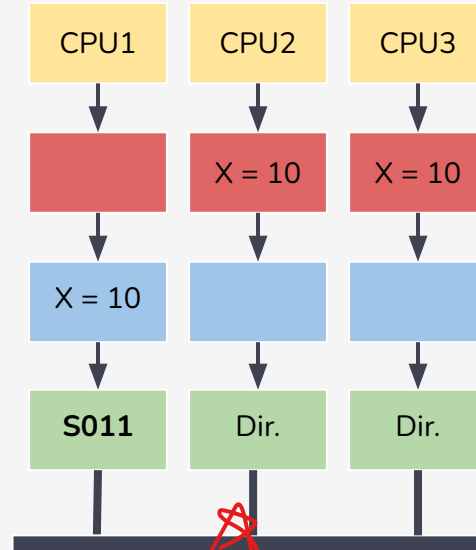 CPU1 CPU2 CPU3
X = 10 X = 10
X = 10
S011 Dir. Dir.